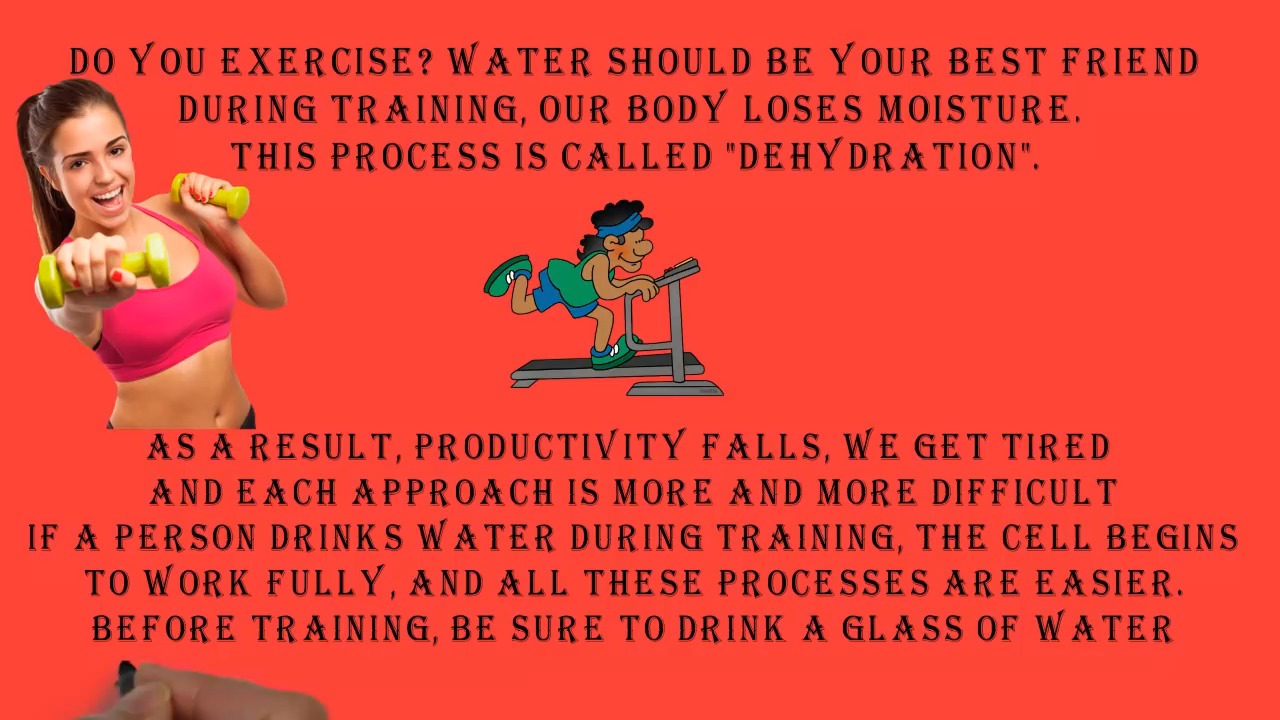 DO YOU EXERCISE? WATER SHOULD BE YOUR BEST FRIEND
DURING TRAINING, OUR BODY LOSES MOISTURE.
THIS PROCESS IS CALLED "DEHYDRATION".
AS A RESULT, PRODUCTIVITY FALLS, WE GET TIRED
AND EACH APPROACH IS MORE AND MORE DIFFICULT
IF A PERSON DRINKS WATER DURING TRAINING, THE CELL BEGINS
TO WORK FULLY, AND ALL THESE PROCESSES ARE EASIER.
BEFORE TRAINING, BE SURE TO DRINK A GLASS OF WATER